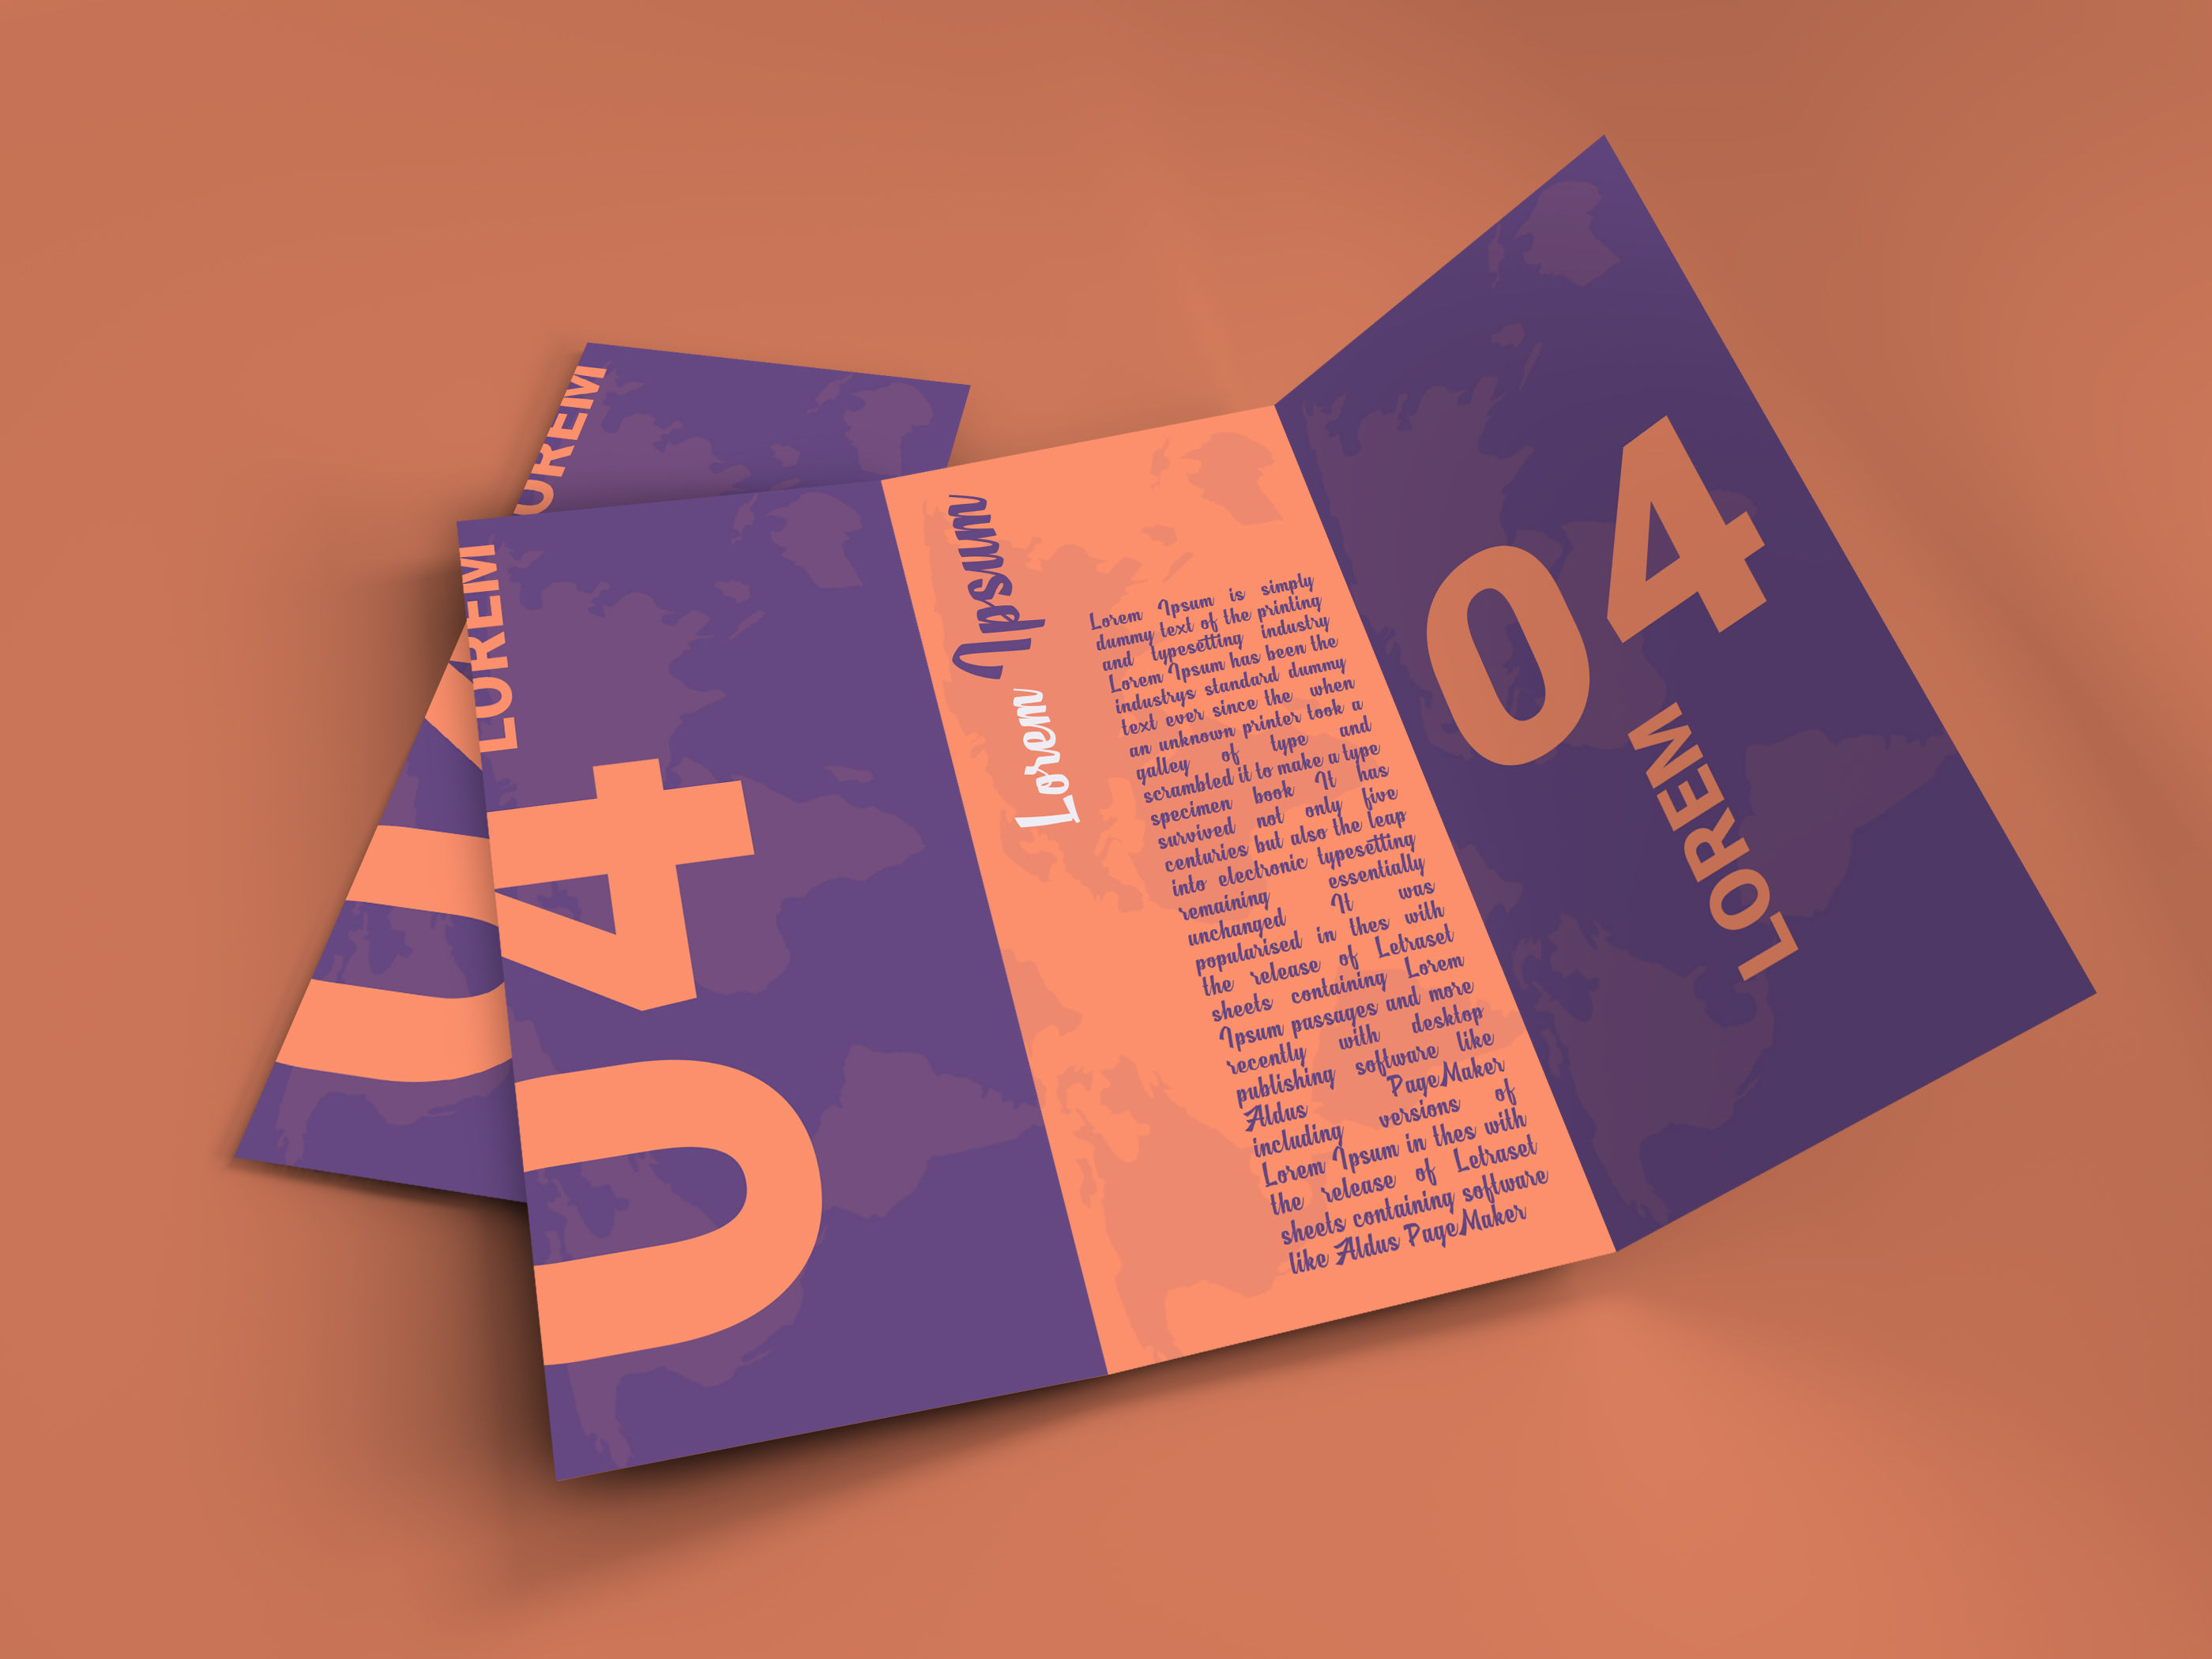 LOREM
LOREM
04
Lorem Ipsum
Lorem Ipsum is simply
dummy text of the printing
and typesetting industry
Lorem Ipsum has been the
industrys standard dummy
text ever since the when
an unknown printer took a
galley of type and
scrambled it to make a type
specimen book It has
survived not only five
centuries but also the leap
into electronic typesetting
remaining essentially
unchanged It was
popularised in thes with
the release of Letraset
sheets containing Lorem
Ipsum passages and more
recently with desktop
publishing software like
Aldus PageMaker
including versions of
Lorem Ipsum in thes with
the release of Letraset
sheets containing software
like Aldus PageMaker
04
LOREM